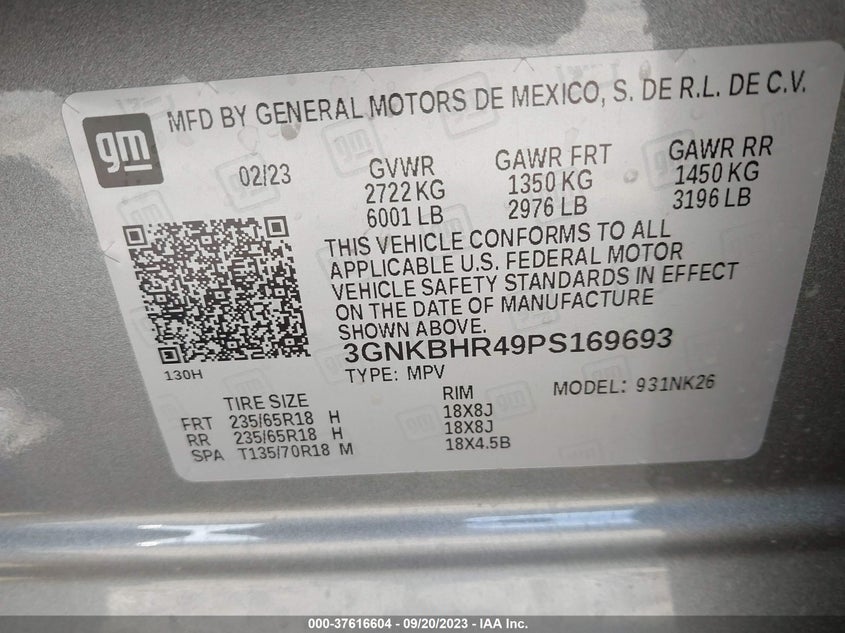 gm
MFD BY GENERAL MOTORS DE MEXICO, S. DE R.L. DE C.V.
02/23
GVWR
2722 KG
6001 LB
GAWR FRT
1350 KG
2976 LB
GAWR RR
1450 KG
3196 LB
THIS VEHICLE CONFORMS TO ALL
APPLICABLE U.S. FEDERAL MOTOR
VEHICLE SAFETY STANDARDS IN EFFECT
ON THE DATE OF MANUFACTURE
SHOWN ABOVE.
3GNKBHR49PS169693
130H
TYPE: MPV
MODEL: 931NK26
TIRE SIZE RIM
FRT 235/65R18 H 18X8J
RR 235/65R18 H 18X8J
SPA T135/70R18 M 18X4.5B
000-37616604 / 09/20/2023 - IAA Inc.